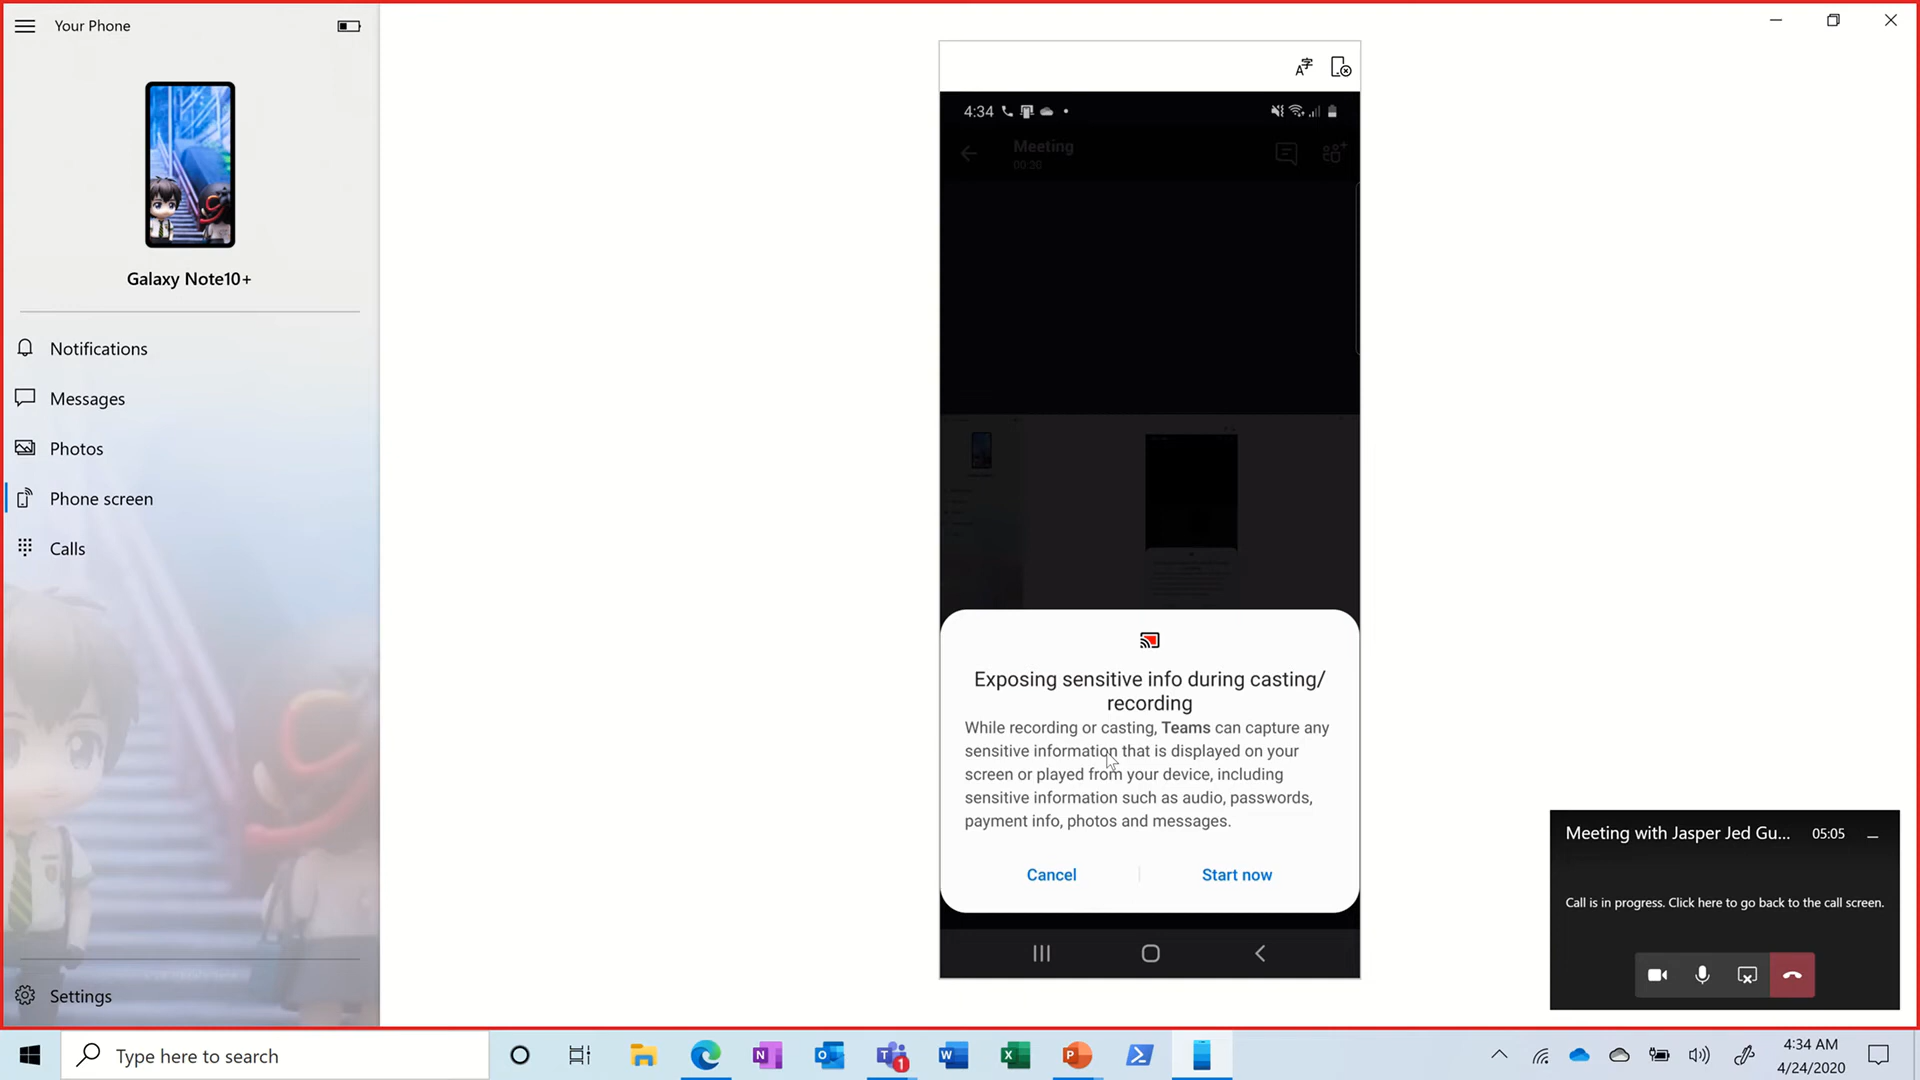 Your Phone
Galaxy Note10+
Notifications
Messages
Photos
Phone screen
Calls
Settings
4:34
Meeting
00:30
Exposing sensitive info during casting/
recording
While recording or casting, Teams can capture any
sensitive information that is displayed on your
screen or played from your device, including
sensitive information such as audio, passwords,
payment info, photos and messages.
Cancel
Start now
Meeting with Jasper Jed Gu... 05:05
Call is in progress. Click here to go back to the call screen.
Type here to search
1
4:34 AM
4/24/2020